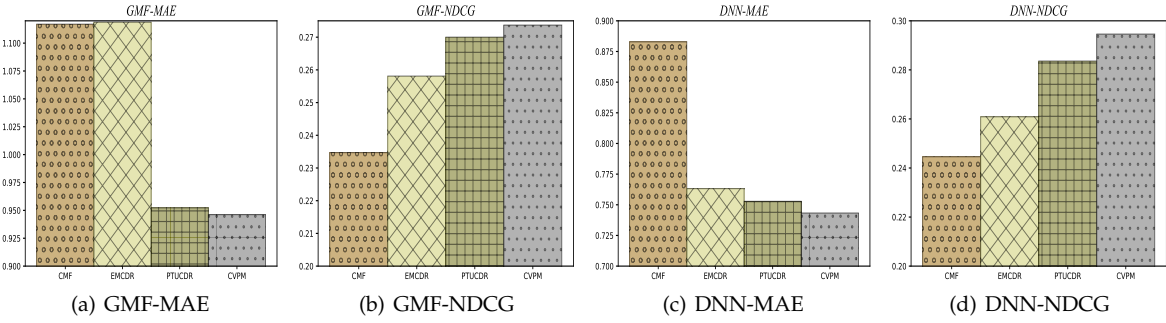 GMF-MAE
1.100
1.075
1.050
1.025
1.000
0.975
0.950
0.925
0.900
CMF EMCDR PTUCDR CVPM
(a) GMF-MAE
GMF-NDCG
0.27
0.26
0.25
0.24
0.23
0.22
0.21
0.20
CMF EMCDR PTUCDR CVPM
(b) GMF-NDCG
DNN-MAE
0.900
0.875
0.850
0.825
0.800
0.775
0.750
0.725
0.700
CMF EMCDR PTUCDR CVPM
(c) DNN-MAE
DNN-NDCG
0.30
0.28
0.26
0.24
0.22
0.20
CMF EMCDR PTUCDR CVPM
(d) DNN-NDCG